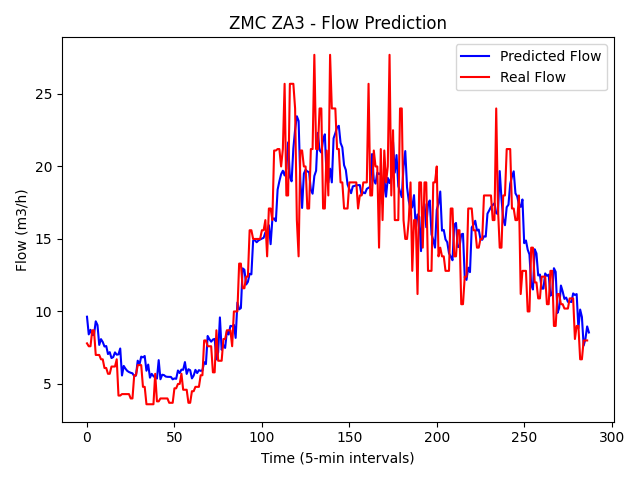 ZMC ZA3 - Flow Prediction
Predicted Flow
Real Flow
25
20
15
10
5
Flow (m3/h)
0 50 100 150 200 250 300
Time (5-min intervals)